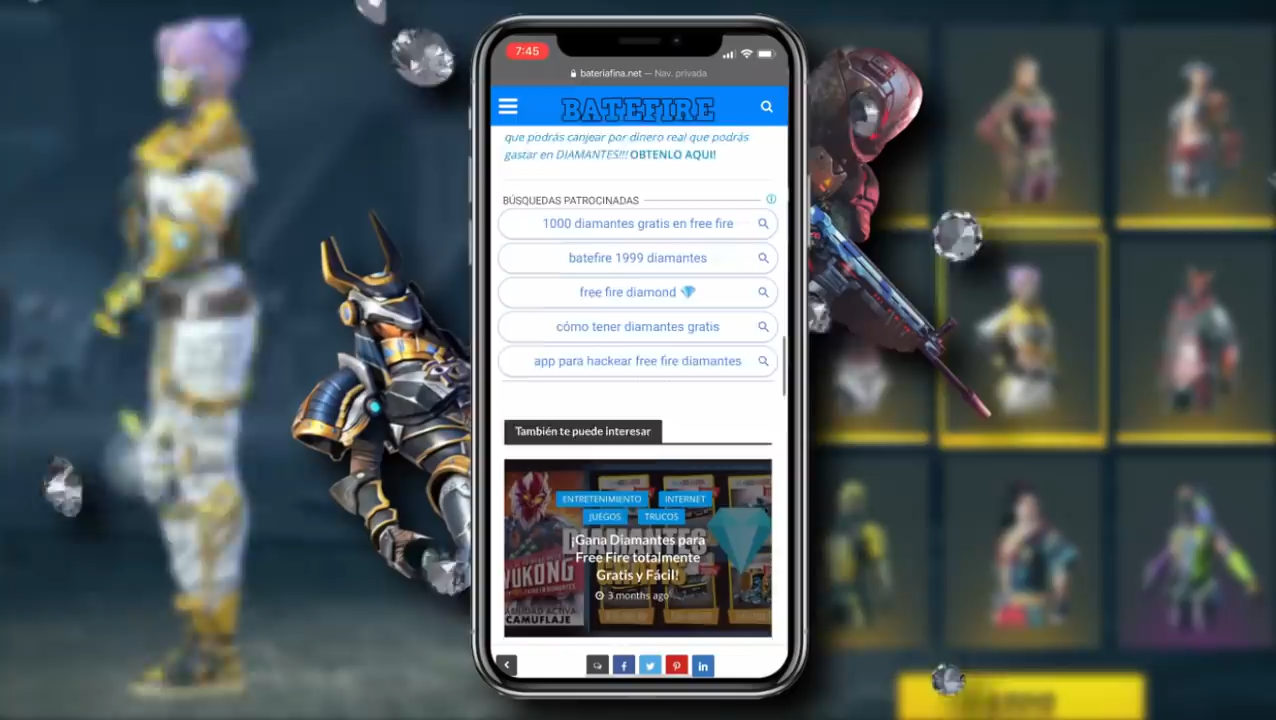 7:45
bateriafina.net — Nav. privada
BATEFIRE
que podrás canjear por dinero real que podrás
gastar en DIAMANTES!!! OBTENLO AQUI!
BÚSQUEDAS PATROCINADAS
1000 diamantes gratis en free fire
batefire 1999 diamantes
free fire diamond 💎
cómo tener diamantes gratis
app para hackear free fire diamantes
También te puede interesar
ENTRETENIMIENTO INTERNET
JUEGOS TRUCOS
DIAMANTES
¡Gana Diamantes para
Free Fire totalmente
Gratis y Fácil!
3 months ago
WUKONG
CAMUFLAJE